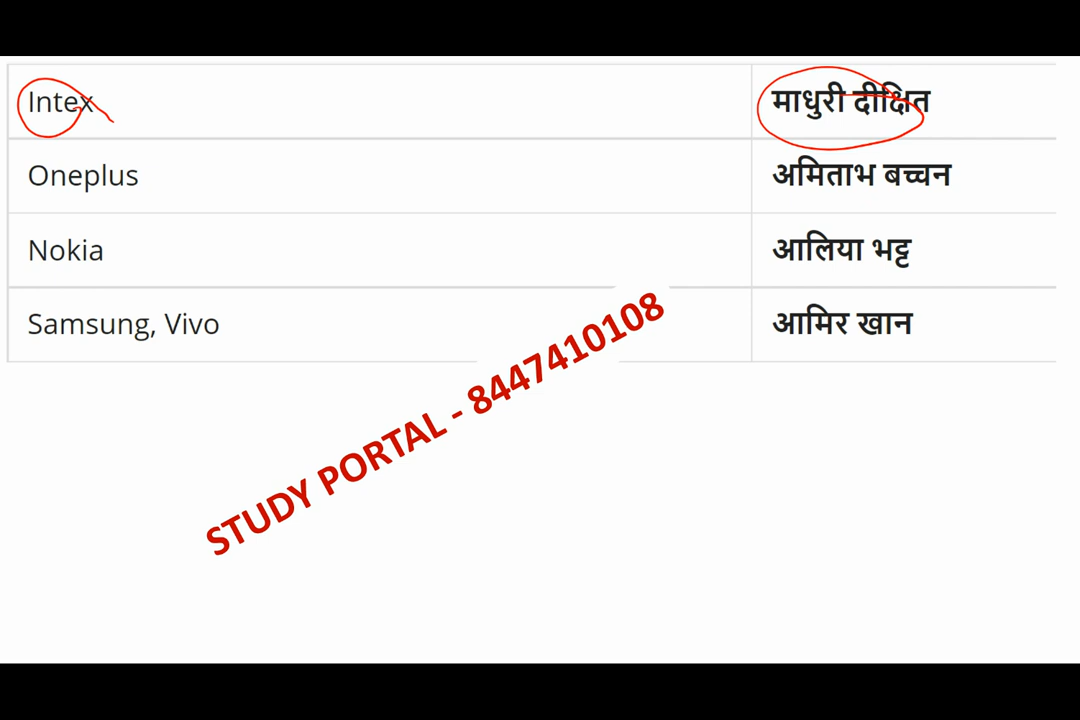 Intex माधुरी दीक्षित
Oneplus अमिताभ बच्चन
Nokia आलिया भट्ट
Samsung, Vivo आमिर खान
STUDY PORTAL - 8447410108